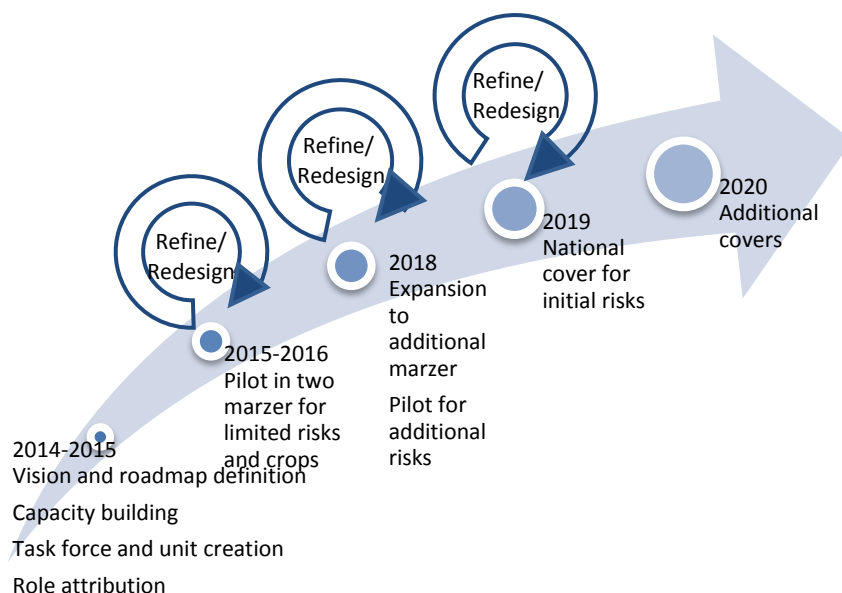 Refine/
Redesign
Refine/
Redesign
Refine/
Redesign
2014-2015
Vision and roadmap definition
Capacity building
Task force and unit creation
Role attribution
2015-2016
Pilot in two
marzer for
limited risks
and crops
2018
Expansion
to
additional
marzer
Pilot for
additional
risks
2019
National
cover for
initial risks
2020
Additional
covers